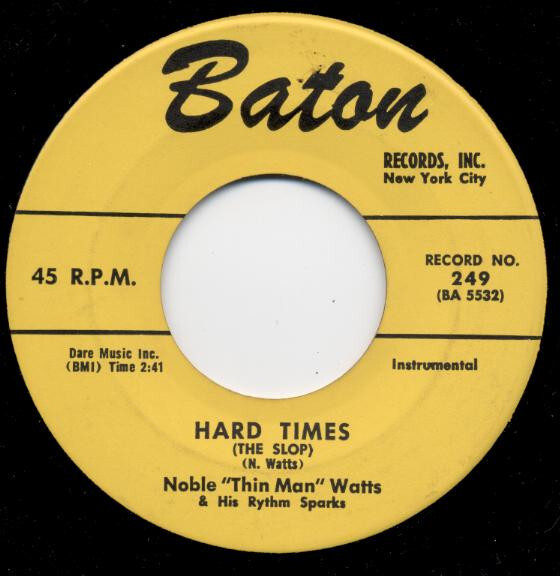 Baton
RECORDS, INC.
New York City
45 R.P.M.
RECORD NO.
249
(BA 5532)
Dare Music Inc.
(BMI) Time 2:41
Instrumental
HARD TIMES
(THE SLOP)
(N. Watts)
Noble "Thin Man" Watts
& His Rythm Sparks